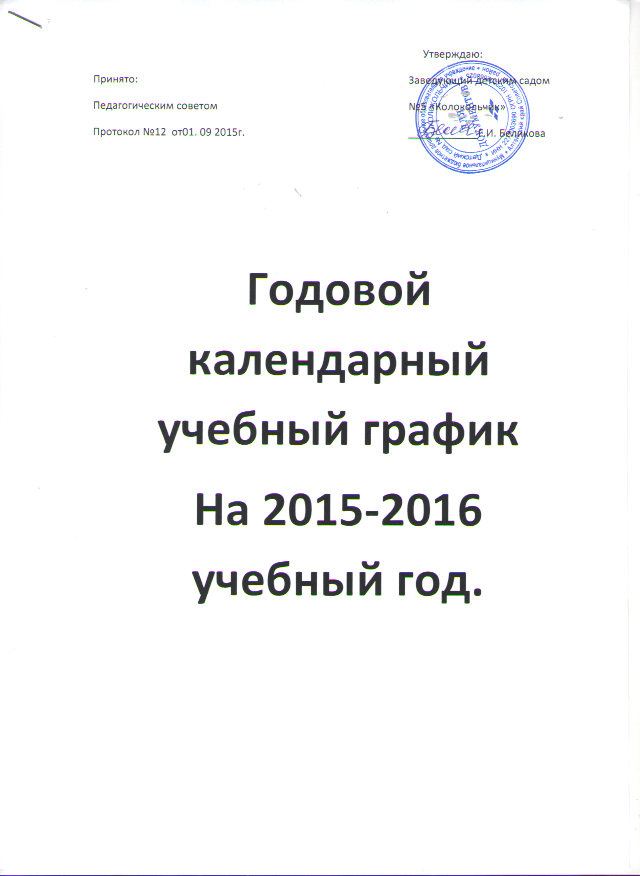 Утверждаю:
Принято:
Заведующий детским садом
Педагогическим советом
№5 «Колокольчик»
Протокол №12 от01. 09 2015г.
Е.И. Белякова
Годовой
календарный
учебный график
На 2015-2016
учебный год.